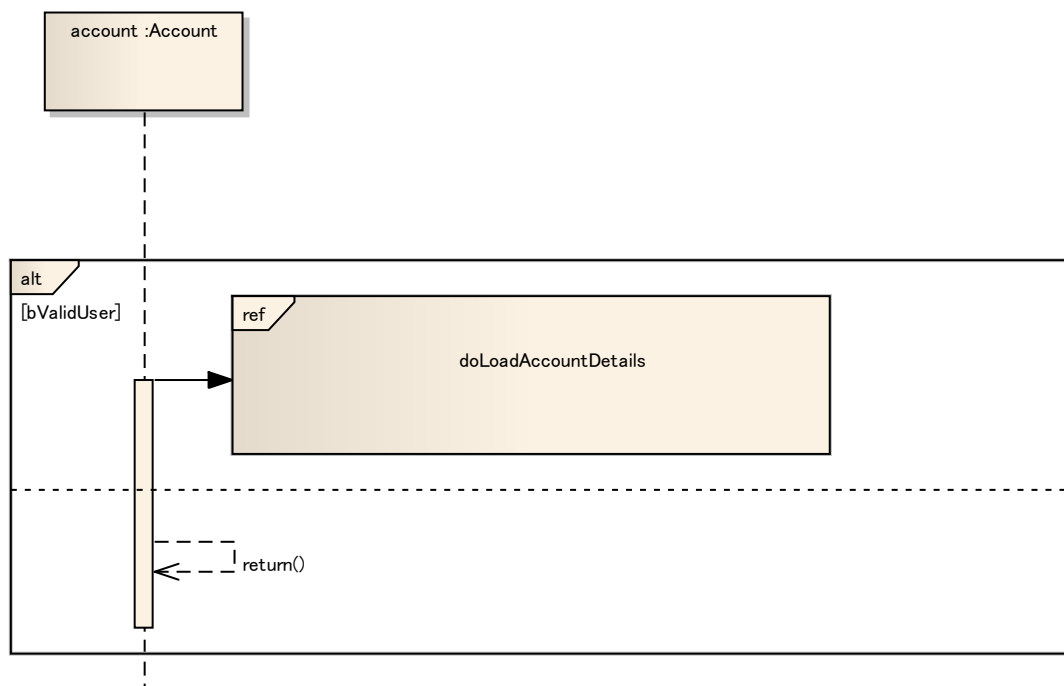 account :Account
alt
[bValidUser]
ref
doLoadAccountDetails
return()